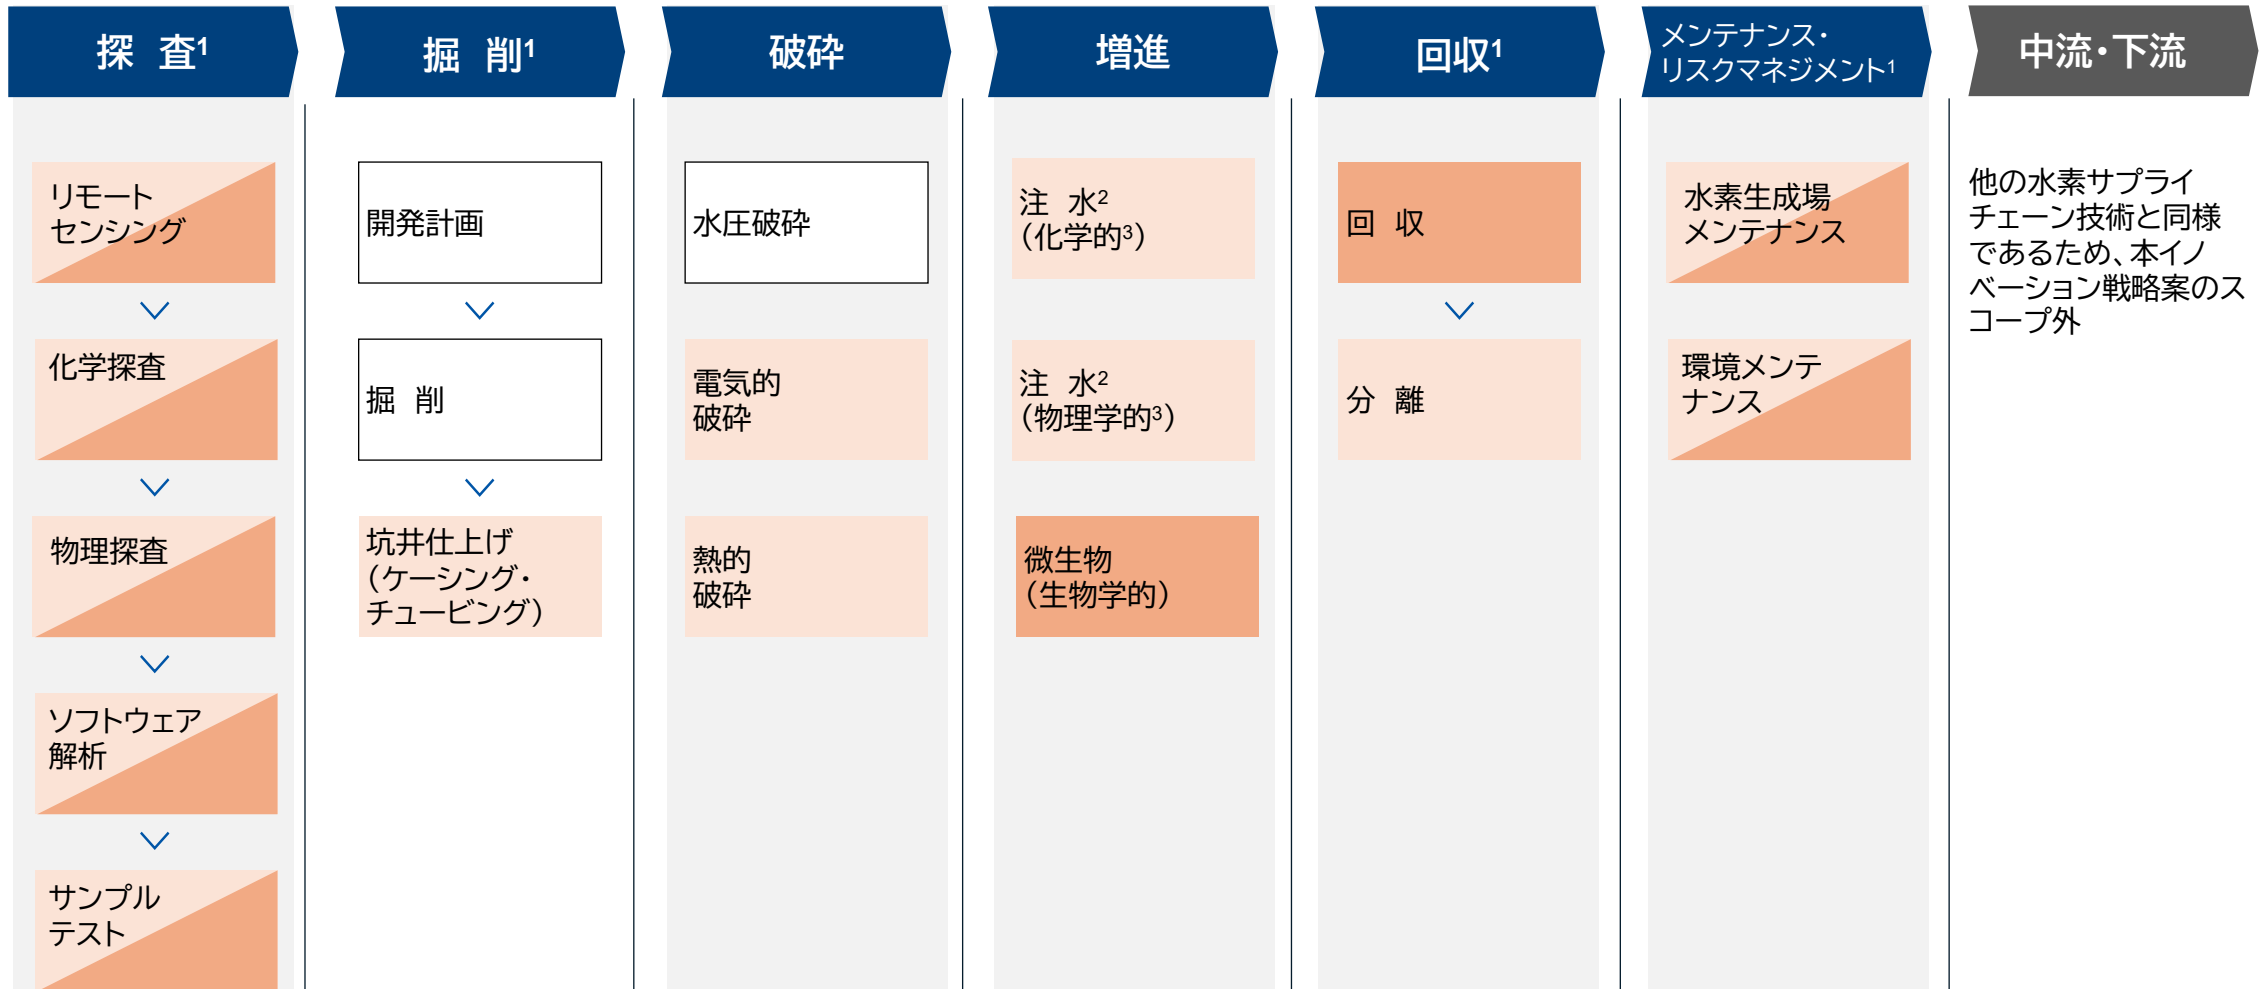 探 査1
リモート
センシング
化学探査
物理探査
ソフトウェア
解析
サンプル
テスト
掘 削1
開発計画
掘 削
坑井仕上げ
（ケーシング・
チュービング）
破砕
水圧破砕
電気的
破砕
熱的
破砕
増進
注 水2
（化学的3）
注 水2
（物理学的3）
微生物
（生物学的）
回収1
回 収
分 離
メンテナンス・
リスクマネジメント1
水素生成場
メンテナンス
環境メンテ
ナンス
中流・下流
他の水素サプライ
チェーン技術と同様
であるため、本イノ
ベーション戦略案のス
コープ外